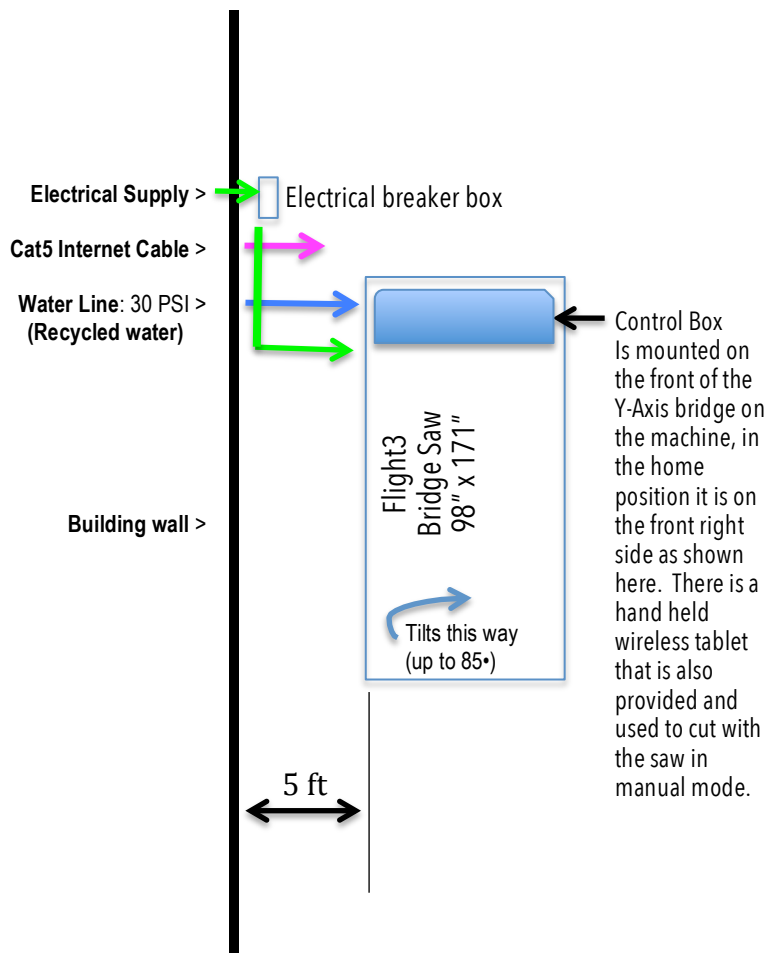 Electrical Supply >
Electrical breaker box
Cat5 Internet Cable >
Water Line: 30 PSI >
(Recycled water)
Control Box
Is mounted on
the front of the
Y-Axis bridge on
the machine, in
the home
position it is on
the front right
side as shown
here.  There is a
hand held
wireless tablet
that is also
provided and
used to cut with
the saw in
manual mode.
Flight3
Bridge Saw
98” x 171”
Building wall >
Tilts this way
(up to 85•)
5 ft